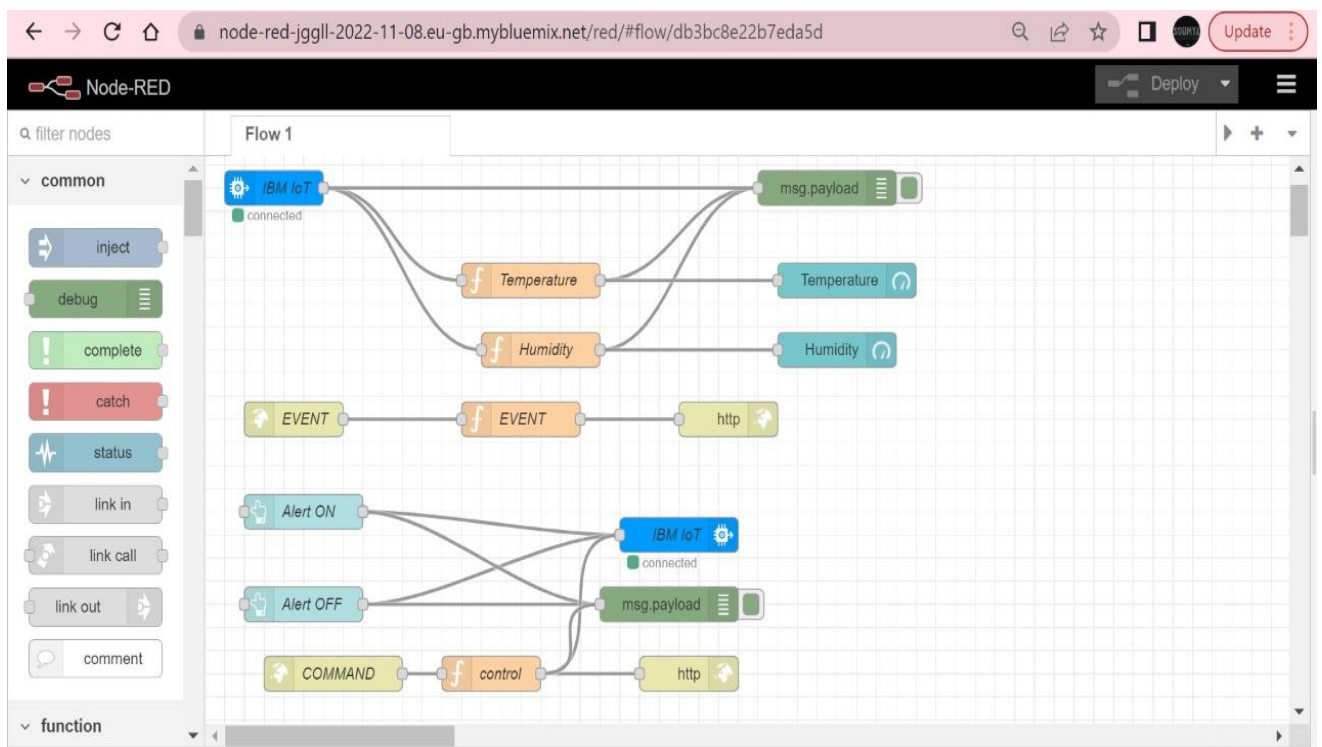 node-red-jggll-2022-11-08.eu-gb.mybluemix.net/red/#flow/db3bc8e22b7eda5d
SOUMYA
Update
Node-RED
Deploy
filter nodes
Flow 1
common
inject
debug
complete
catch
status
link in
link call
link out
comment
function
IBM IoT
connected
msg.payload
f Temperature
Temperature
f Humidity
Humidity
EVENT
f EVENT
http
Alert ON
IBM IoT
connected
Alert OFF
msg.payload
COMMAND
f control
http